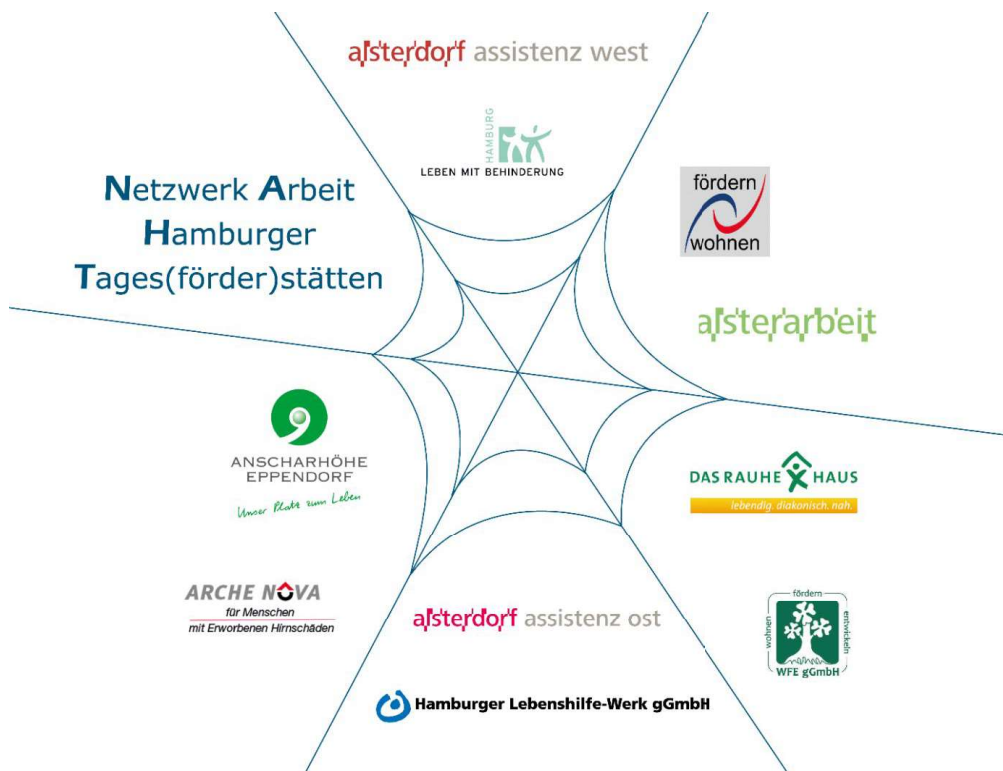 alsterdorf assistenz west
HAMBURG
LEBEN MIT BEHINDERUNG
Netzwerk Arbeit
Hamburger
Tages(förder)stätten
fördern
wohnen
alsterarbeit
ANSCHARHÖHE
EPPENDORF
Unser Platz zum Leben
DAS RAUHE HAUS
lebendig. diakonisch. nah.
ARCHE NOVA
für Menschen
mit Erworbenen Hirnschäden
alsterdorf assistenz ost
fördern
wohnen
entwickeln
WFE gGmbH
Hamburger Lebenshilfe-Werk gGmbH